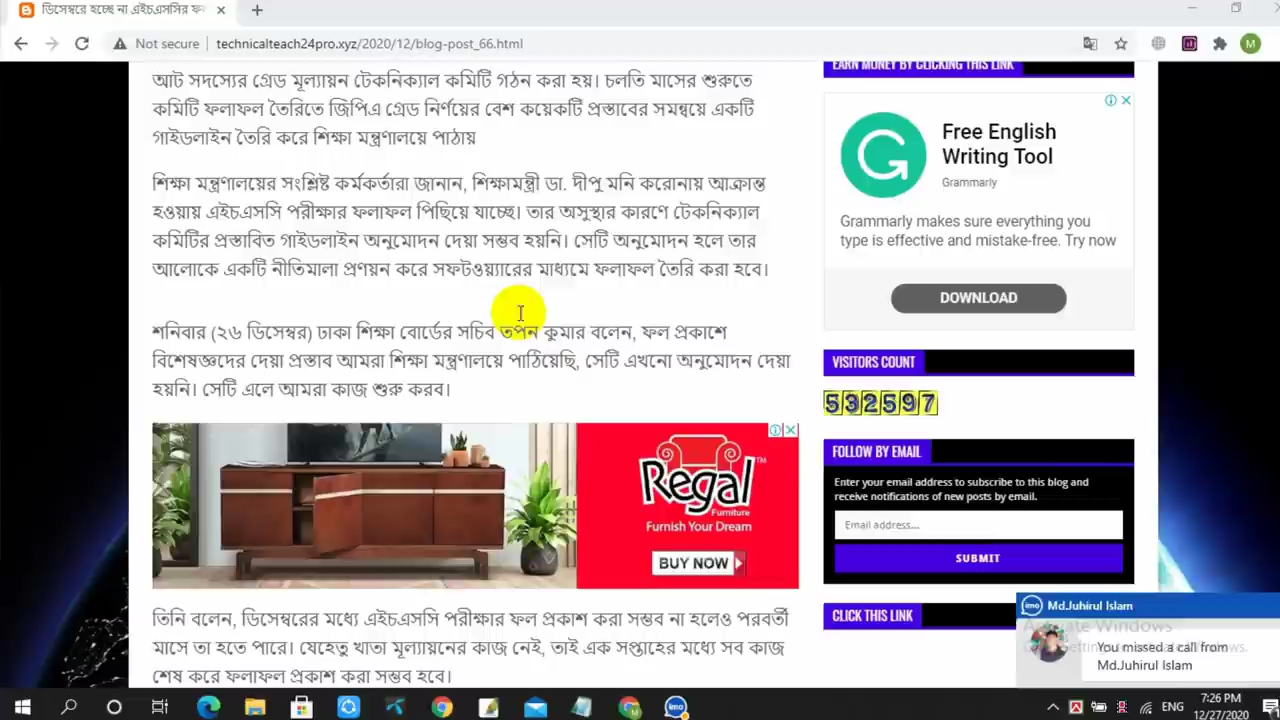 ডিসেম্বরে হচ্ছে না এইচএসসির ফল
Not secure
technicalteach24pro.xyz/2020/12/blog-post_66.html
M
আট সদস্যের গ্রেড মূল্যায়ন টেকনিক্যাল কমিটি গঠন করা হয়। চলতি মাসের শুরুতে
কমিটি ফলাফল তৈরিতে জিপিএ গ্রেড নির্ণয়ের বেশ কয়েকটি প্রস্তাবের সমন্বয়ে একটি
গাইডলাইন তৈরি করে শিক্ষা মন্ত্রণালয়ে পাঠায়
শিক্ষা মন্ত্রণালয়ের সংশ্লিষ্ট কর্মকর্তারা জানান, শিক্ষামন্ত্রী ডা. দীপু মনি করোনায় আক্রান্ত
হওয়ায় এইচএসসি পরীক্ষার ফলাফল পিছিয়ে যাচ্ছে। তার অসুস্থার কারণে টেকনিক্যাল
কমিটির প্রস্তাবিত গাইডলাইন অনুমোদন দেয়া সম্ভব হয়নি। সেটি অনুমোদন হলে তার
আলোকে একটি নীতিমালা প্রণয়ন করে সফটওয়্যারের মাধ্যমে ফলাফল তৈরি করা হবে।
শনিবার (২৬ ডিসেম্বর) ঢাকা শিক্ষা বোর্ডের সচিব তপন কুমার বলেন, ফল প্রকাশে
বিশেষজ্ঞদের দেয়া প্রস্তাব আমরা শিক্ষা মন্ত্রণালয়ে পাঠিয়েছি, সেটি এখনো অনুমোদন দেয়া
হয়নি। সেটি এলে আমরা কাজ শুরু করব।
Regal™
Furniture
Furnish Your Dream
BUY NOW
তিনি বলেন, ডিসেম্বরের মধ্যে এইচএসসি পরীক্ষার ফল প্রকাশ করা সম্ভব না হলেও পরবর্তী
মাসে তা হতে পারে। যেহেতু খাতা মূল্যায়নের কাজ নেই, তাই এক সপ্তাহের মধ্যে সব কাজ
শেষ করে ফলাফল প্রকাশ করা সম্ভব হবে।
EARN MONEY BY CLICKING THIS LINK
Free English
Writing Tool
Grammarly
Grammarly makes sure everything you
type is effective and mistake-free. Try now
DOWNLOAD
VISITORS COUNT
532597
FOLLOW BY EMAIL
Enter your email address to subscribe to this blog and
receive notifications of new posts by email.
Email address...
SUBMIT
CLICK THIS LINK
imo
Md.Juhirul Islam
Activate Windows
You missed a call from
Md.Juhirul Islam
ENG
7:26 PM
12/27/2020